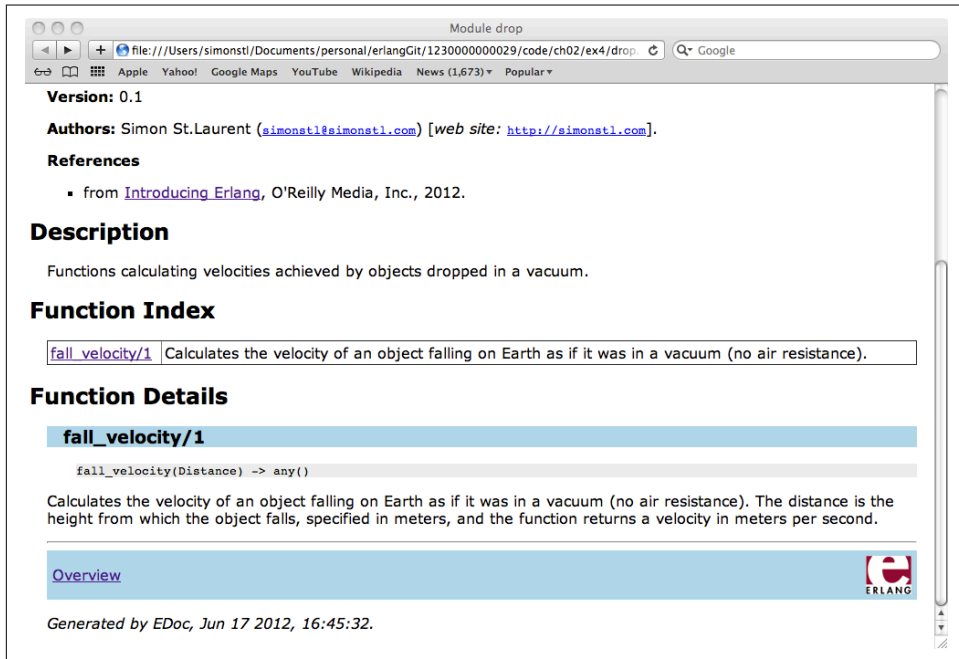 Module drop
file:///Users/simonstl/Documents/personal/erlangGit/1230000000029/code/ch02/ex4/drop.
Google
Apple Yahoo! Google Maps YouTube Wikipedia News (1,673) Popular
Version: 0.1
Authors: Simon St.Laurent (simonstl@simonstl.com) [web site: http://simonstl.com].
References
▪ from Introducing Erlang, O'Reilly Media, Inc., 2012.
Description
Functions calculating velocities achieved by objects dropped in a vacuum.
Function Index
fall_velocity/1 Calculates the velocity of an object falling on Earth as if it was in a vacuum (no air resistance).
Function Details
fall_velocity/1
fall_velocity(Distance) -> any()
Calculates the velocity of an object falling on Earth as if it was in a vacuum (no air resistance). The distance is the
height from which the object falls, specified in meters, and the function returns a velocity in meters per second.
Overview
ERLANG
Generated by EDoc, Jun 17 2012, 16:45:32.